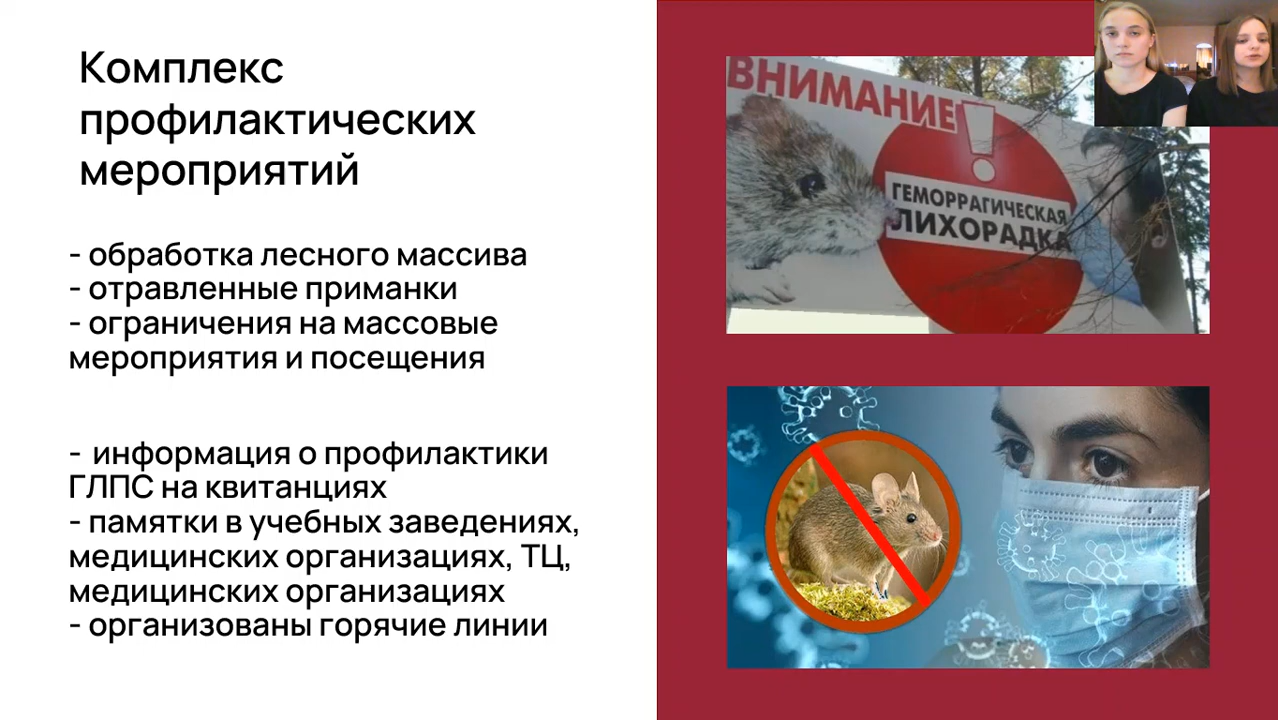 Комплекс
профилактических
мероприятий
- обработка лесного массива
- отравленные приманки
- ограничения на массовые
мероприятия и посещения
- информация о профилактики
ГЛПС на квитанциях
- памятки в учебных заведениях,
медицинских организациях, ТЦ,
медицинских организациях
- организованы горячие линии
ВНИМАНИЕ!
ГЕМОРРАГИЧЕСКАЯ
ЛИХОРАДКА